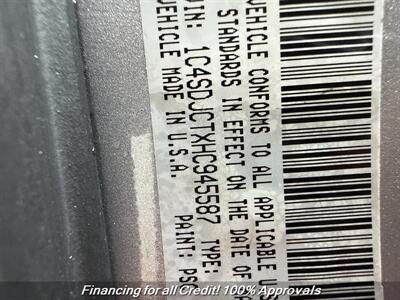 VEHICLE CONFORMS TO ALL APPLICABLE
STANDARDS IN EFFECT ON THE DATE OF
VIN: 1C4SDJCTXHC945587 TYPE:
VEHICLE MADE IN U.S.A. PAINT:
Financing for all Credit! 100% Approvals